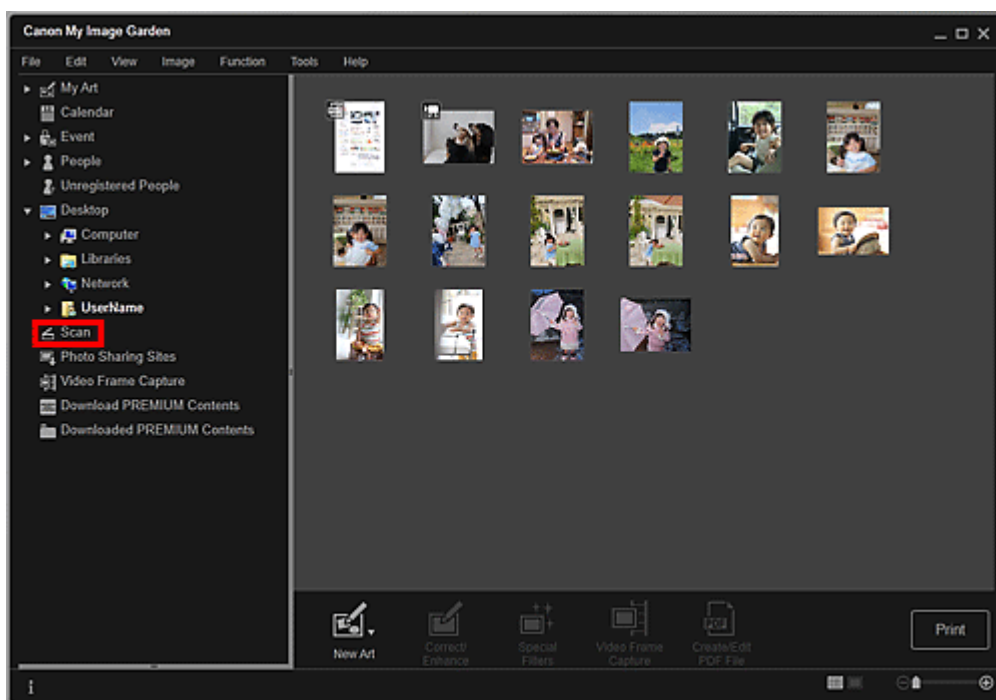 Canon My Image Garden
File Edit View Image Function Tools Help
My Art
Calendar
Event
People
Unregistered People
Desktop
Computer
Libraries
Network
UserName
Scan
Photo Sharing Sites
Video Frame Capture
Download PREMIUM Contents
Downloaded PREMIUM Contents
New Art
Correct/
Enhance
Special
Filters
Video Frame
Capture
PDF
Create/Edit
PDF File
Print